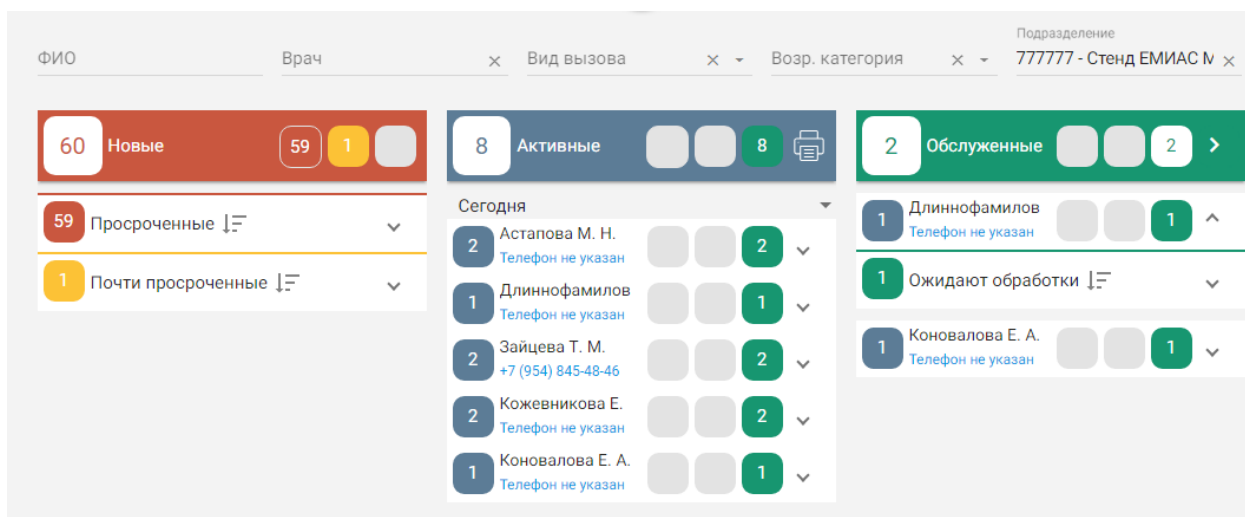 Подразделение
ФИО Врач Вид вызова Возр. категория 777777 - Стенд ЕМИАС М
60 Новые 59 1
59 Просроченные
1 Почти просроченные
8 Активные 8
Сегодня
2 Астапова М. Н. 2
Телефон не указан
1 Длиннофамилов 1
Телефон не указан
2 Зайцева Т. М. 2
+7 (954) 845-48-46
2 Кожевникова Е. 2
Телефон не указан
1 Коновалова Е. А. 1
Телефон не указан
2 Обслуженные 2
1 Длиннофамилов 1
Телефон не указан
1 Ожидают обработки
1 Коновалова Е. А. 1
Телефон не указан